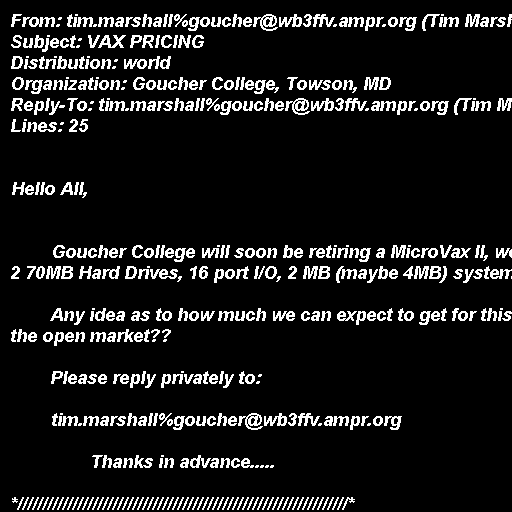 From: tim.marshall%goucher@wb3ffv.ampr.org (Tim Marsh
Subject: VAX PRICING
Distribution: world
Organization: Goucher College, Towson, MD
Reply-To: tim.marshall%goucher@wb3ffv.ampr.org (Tim M
Lines: 25
Hello All,
Goucher College will soon be retiring a MicroVax II, w
2 70MB Hard Drives, 16 port I/O, 2 MB (maybe 4MB) system
Any idea as to how much we can expect to get for this
the open market??
Please reply privately to:
tim.marshall%goucher@wb3ffv.ampr.org
Thanks in advance.....
*//////////////////////////////////////////////////////////////////*